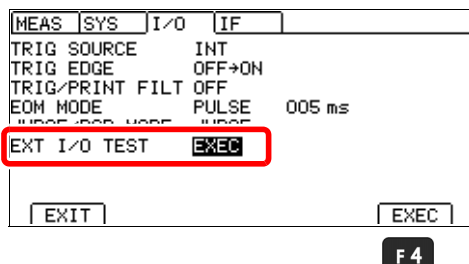 MEAS SYS I/O IF
TRIG SOURCE INT
TRIG EDGE OFF→ON
TRIG/PRINT FILT OFF
EOM MODE PULSE 005 ms
EXT I/O TEST EXEC
EXIT EXEC
F4